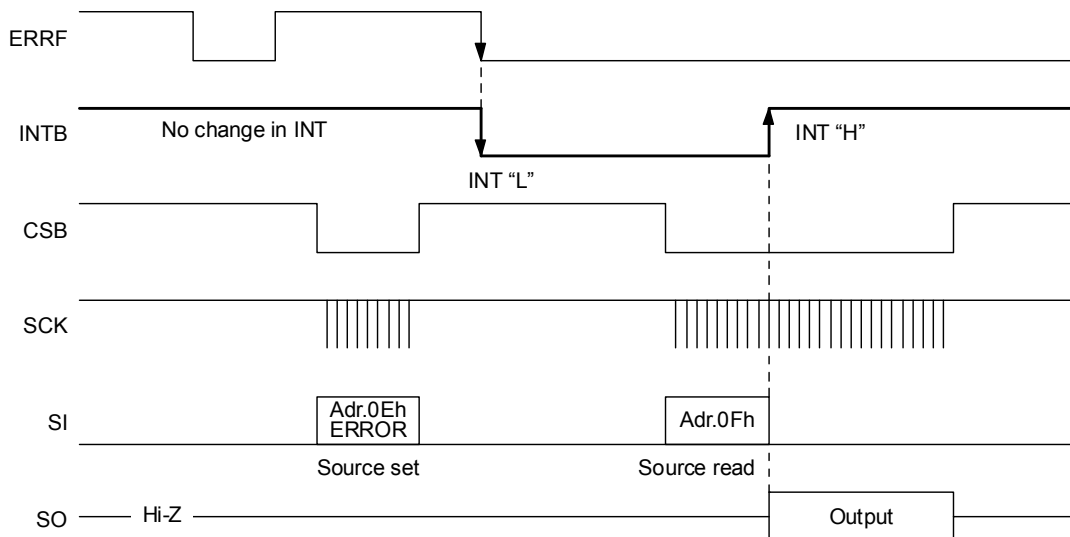 ERRF
INTB
No change in INT
INT “H”
INT “L”
CSB
SCK
SI
Adr.0Eh
ERROR
Adr.0Fh
Source set
Source read
SO
Hi-Z
Output